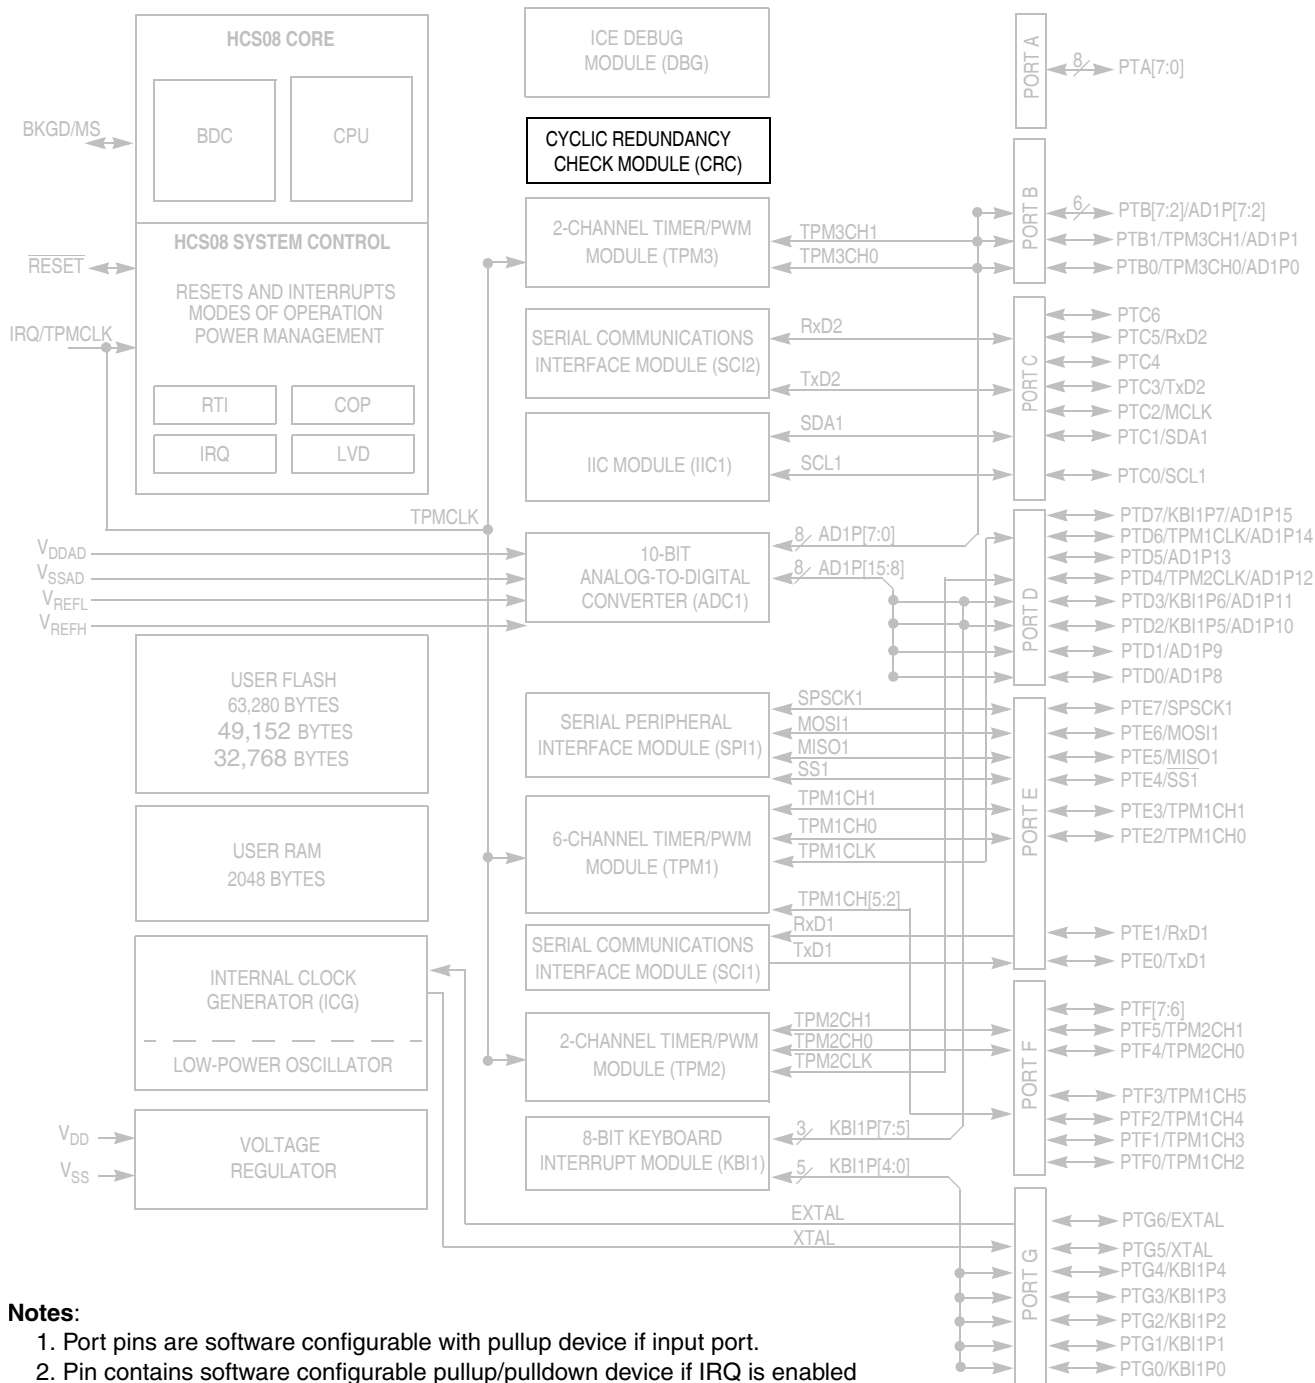 HCS08 CORE
BDC
CPU
BKGD/MS
HCS08 SYSTEM CONTROL
RESET
RESETS AND INTERRUPTS
MODES OF OPERATION
POWER MANAGEMENT
IRQ/TPMCLK
RTI
COP
IRQ
LVD
TPMCLK
VDDAD
VSSAD
VREFL
VREFH
USER FLASH
63,280 BYTES
49,152 BYTES
32,768 BYTES
USER RAM
2048 BYTES
INTERNAL CLOCK
GENERATOR (ICG)
LOW-POWER OSCILLATOR
VDD
VSS
VOLTAGE
REGULATOR
ICE DEBUG
MODULE (DBG)
CYCLIC REDUNDANCY
CHECK MODULE (CRC)
2-CHANNEL TIMER/PWM
MODULE (TPM3)
TPM3CH1
TPM3CH0
SERIAL COMMUNICATIONS
INTERFACE MODULE (SCI2)
RxD2
TxD2
IIC MODULE (IIC1)
SDA1
SCL1
10-BIT
ANALOG-TO-DIGITAL
CONVERTER (ADC1)
8 AD1P[7:0]
8 AD1P[15:8]
SERIAL PERIPHERAL
INTERFACE MODULE (SPI1)
SPSCK1
MOSI1
MISO1
SS1
6-CHANNEL TIMER/PWM
MODULE (TPM1)
TPM1CH1
TPM1CH0
TPM1CLK
TPM1CH[5:2]
SERIAL COMMUNICATIONS
INTERFACE MODULE (SCI1)
RxD1
TxD1
2-CHANNEL TIMER/PWM
MODULE (TPM2)
TPM2CH1
TPM2CH0
TPM2CLK
8-BIT KEYBOARD
INTERRUPT MODULE (KBI1)
3 KBI1P[7:5]
5 KBI1P[4:0]
EXTAL
XTAL
PORT A
8 PTA[7:0]
PORT B
6 PTB[7:2]/AD1P[7:2]
PTB1/TPM3CH1/AD1P1
PTB0/TPM3CH0/AD1P0
PORT C
PTC6
PTC5/RxD2
PTC4
PTC3/TxD2
PTC2/MCLK
PTC1/SDA1
PTC0/SCL1
PORT D
PTD7/KBI1P7/AD1P15
PTD6/TPM1CLK/AD1P14
PTD5/AD1P13
PTD4/TPM2CLK/AD1P12
PTD3/KBI1P6/AD1P11
PTD2/KBI1P5/AD1P10
PTD1/AD1P9
PTD0/AD1P8
PORT E
PTE7/SPSCK1
PTE6/MOSI1
PTE5/MISO1
PTE4/SS1
PTE3/TPM1CH1
PTE2/TPM1CH0
PTE1/RxD1
PTE0/TxD1
PORT F
PTF[7:6]
PTF5/TPM2CH1
PTF4/TPM2CH0
PTF3/TPM1CH5
PTF2/TPM1CH4
PTF1/TPM1CH3
PTF0/TPM1CH2
PORT G
PTG6/EXTAL
PTG5/XTAL
PTG4/KBI1P4
PTG3/KBI1P3
PTG2/KBI1P2
PTG1/KBI1P1
PTG0/KBI1P0
Notes:
1. Port pins are software configurable with pullup device if input port.
2. Pin contains software configurable pullup/pulldown device if IRQ is enabled